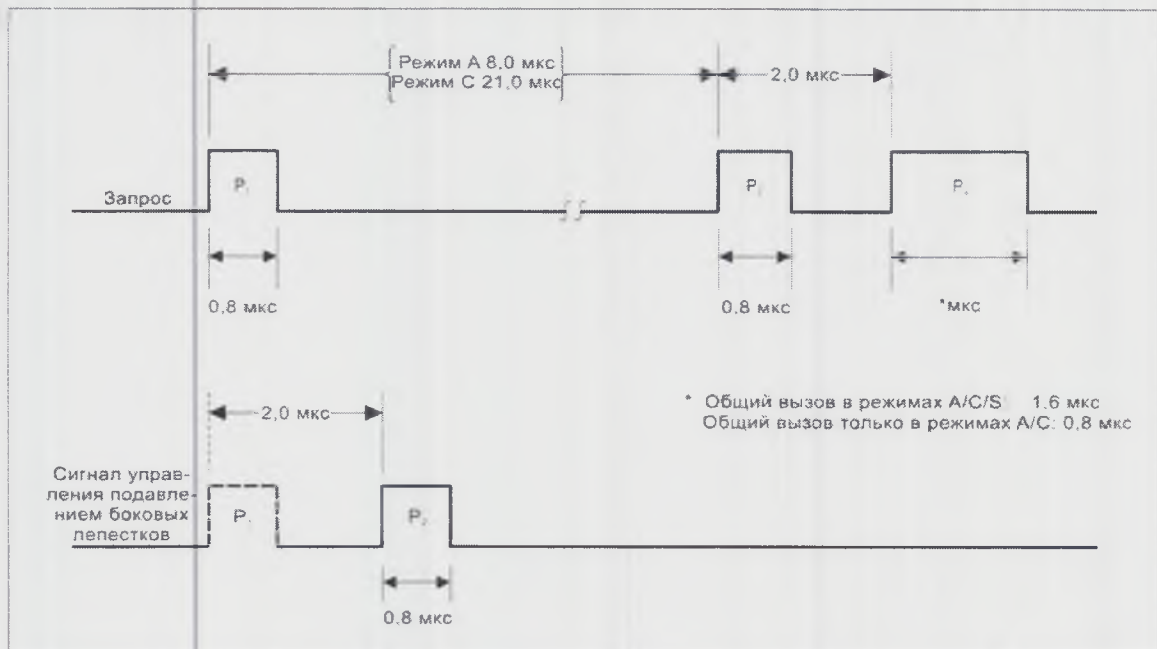 Режим А 8,0 мкс
Режим С 21,0 мкс
2,0 мкс
Запрос
P₁
P
P
0,8 мкс
0,8 мкс
*мкс
2,0 мкс
* Общий вызов в режимах A/C/S 1,6 мкс
Общий вызов только в режимах A/C: 0,8 мкс
Сигнал управ-
ления подавле-
нием боковых
лепестков
P
P₂
0,8 мкс